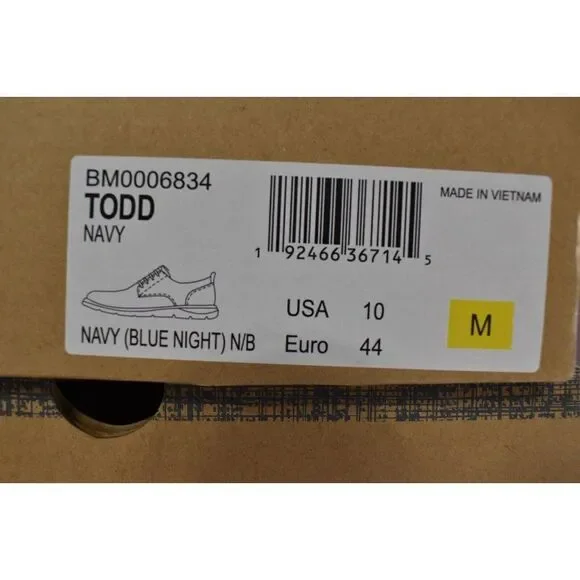 BM0006834
TODD
NAVY
1 92466 36714 5
MADE IN VIETNAM
USA 10
NAVY (BLUE NIGHT) N/B Euro 44
M